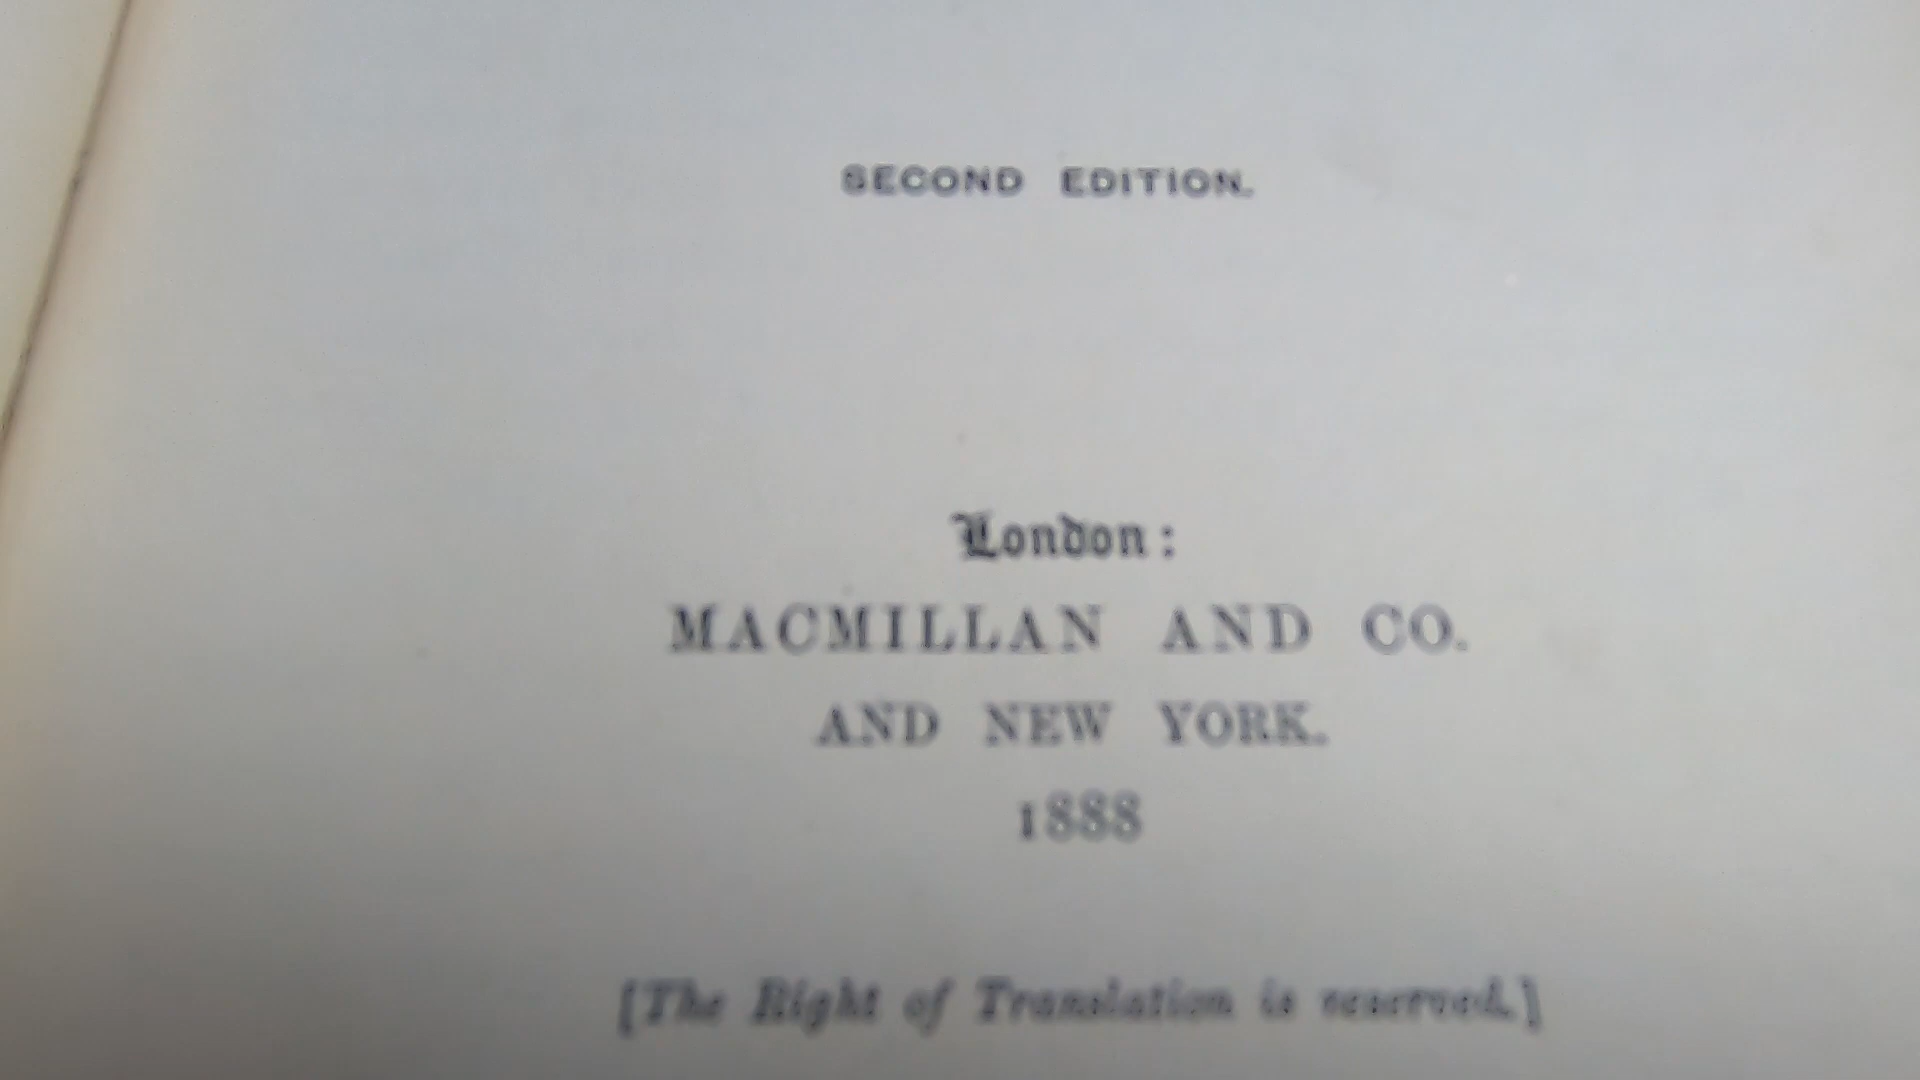 SECOND EDITION.
London:
MACMILLAN AND CO.
AND NEW YORK.
1888
[The Right of Translation is reserved.]